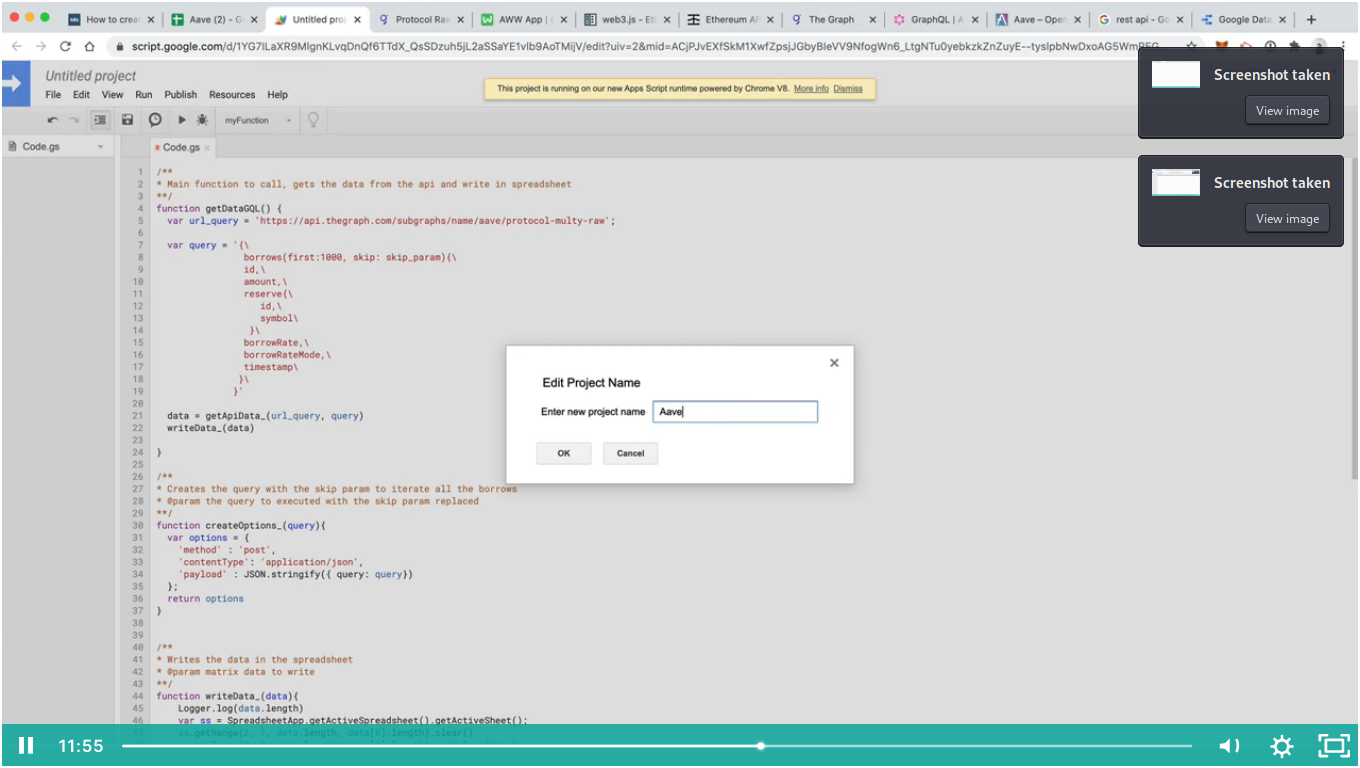 How to crea
Aave (2) - G
Untitled proj
Protocol Raw
AWW App | O
web3.js - Eth
Ethereum AP
The Graph
GraphQL | A
Aave – Open
rest api - Go
Google Data
script.google.com/d/1YG7lLaXR9MlgnKLvqDnQf6TTdX_QsSDzuh5jL2aSSaYE1vlb9AoTMijV/edit?uiv=2&mid=
Untitled project
File Edit View Run Publish Resources Help
This project is running on our new Apps Script runtime powered by Chrome V8. More info Dismiss
Screenshot taken
View image
Screenshot taken
View image
myFunction
Code.gs
* Code.gs
1 /**
2 * Main function to call, gets the data from the api and write in spreadsheet
3 **/
4 function getDataGQL() {
5 var url_query = 'https://api.thegraph.com/subgraphs/name/aave/protocol-multy-raw';
6
7 var query = '{\
8 borrows(first:1000, skip: skip_param){\
9 id,\
10 amount,\
11 reserve{\
12 id,\
13 symbol\
14 }\
15 borrowRate,\
16 borrowRateMode,\
17 timestamp\
18 }\
19 }'
20
21 data = getApiData_(url_query, query)
22 writeData_(data)
23
24 }
25
26 /**
27 * Creates the query with the skip param to iterate all the borrows
28 * @param the query to executed with the skip param replaced
29 **/
30 function createOptions_(query){
31 var options = {
32 'method' : 'post',
33 'contentType': 'application/json',
34 'payload' : JSON.stringify({ query: query})
35 };
36 return options
37 }
38
39
40 /**
41 * Writes the data in the spreadsheet
42 * @param matrix data to write
43 **/
44 function writeData_(data){
45 Logger.log(data.length)
46 var ss = SpreadsheetApp.getActiveSpreadsheet().getActiveSheet();
47 ss.getRange(2, 1, data.length, data[0].length).clear()
Edit Project Name
Enter new project name Aave
OK Cancel
11:55